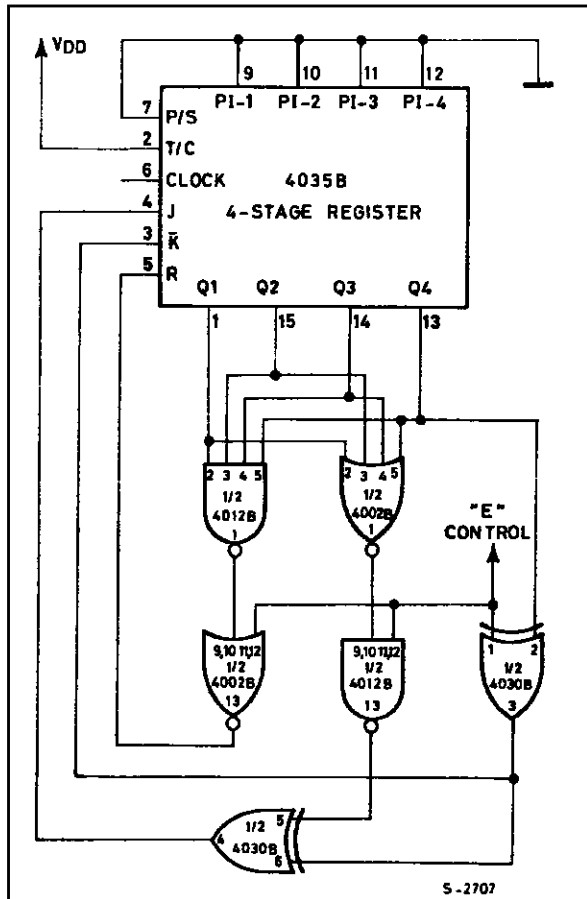 VDD
9 10 11 12
PI-1 PI-2 PI-3 PI-4
7 P/S
2 T/C
6 CLOCK 4035B
4 J 4-STAGE REGISTER
3 K̅
5 R
Q1 Q2 Q3 Q4
1 15 14 13
2 3 4 5
1/2
4012B
1
2 3 4 5
1/2
4002B
1
"E"
CONTROL
9,10 11,12
1/2
4002B
13
9,10 11,12
1/2
4012B
13
1 2
1/2
4030B
3
1/2
4030B
4 5
6
S-2707